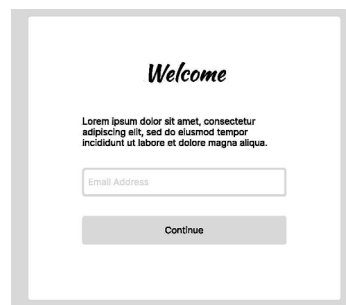 Welcome
Lorem ipsum dolor sit amet, consectetur
adipiscing elit, sed do eiusmod tempor
incididunt ut labore et dolore magna aliqua.
Email Address
Continue